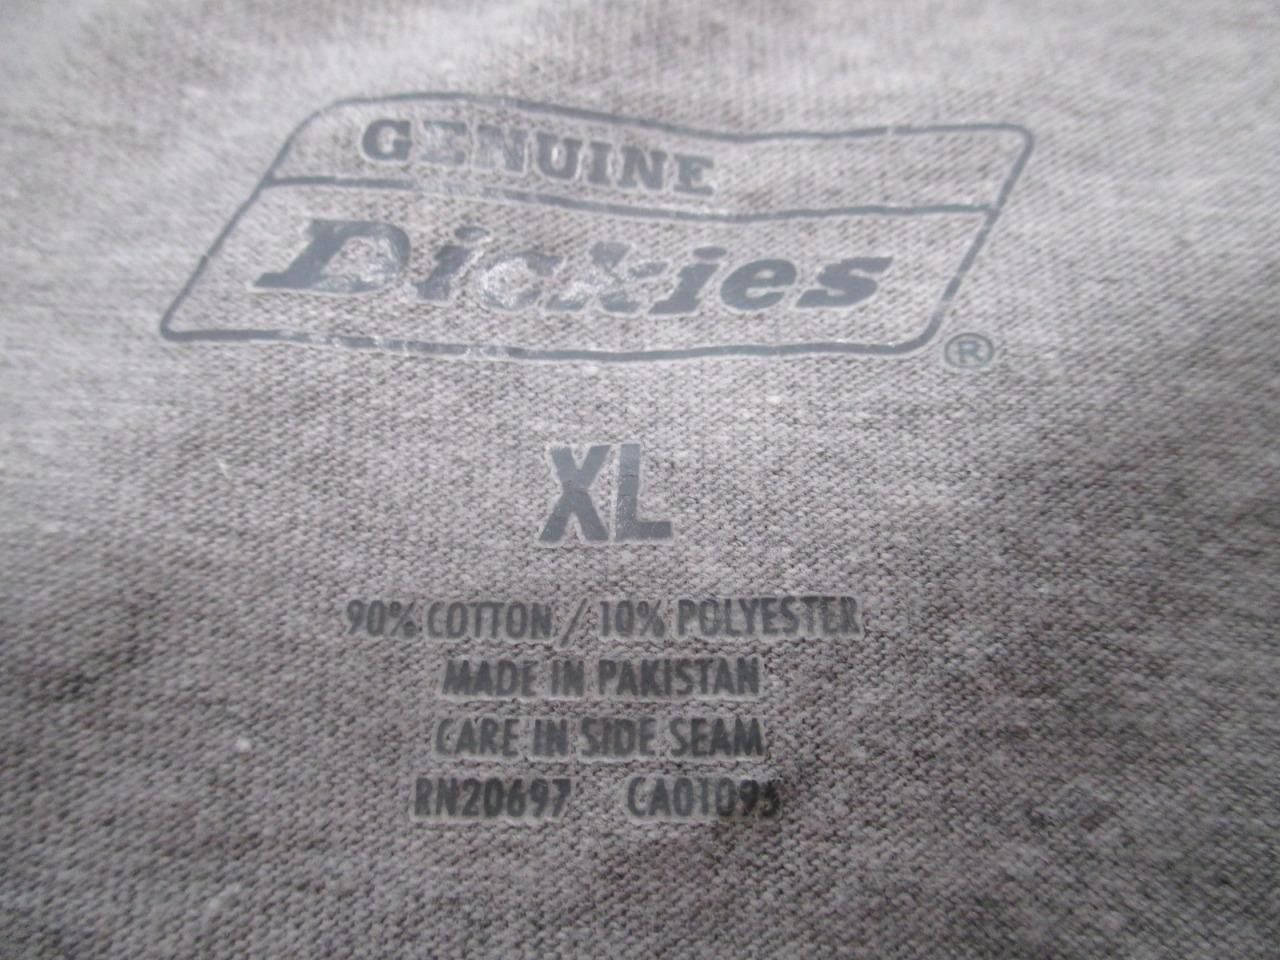 GENUINE
Dickies
®
XL
90% COTTON / 10% POLYESTER
MADE IN PAKISTAN
CARE IN SIDE SEAM
RN20697 CA01095